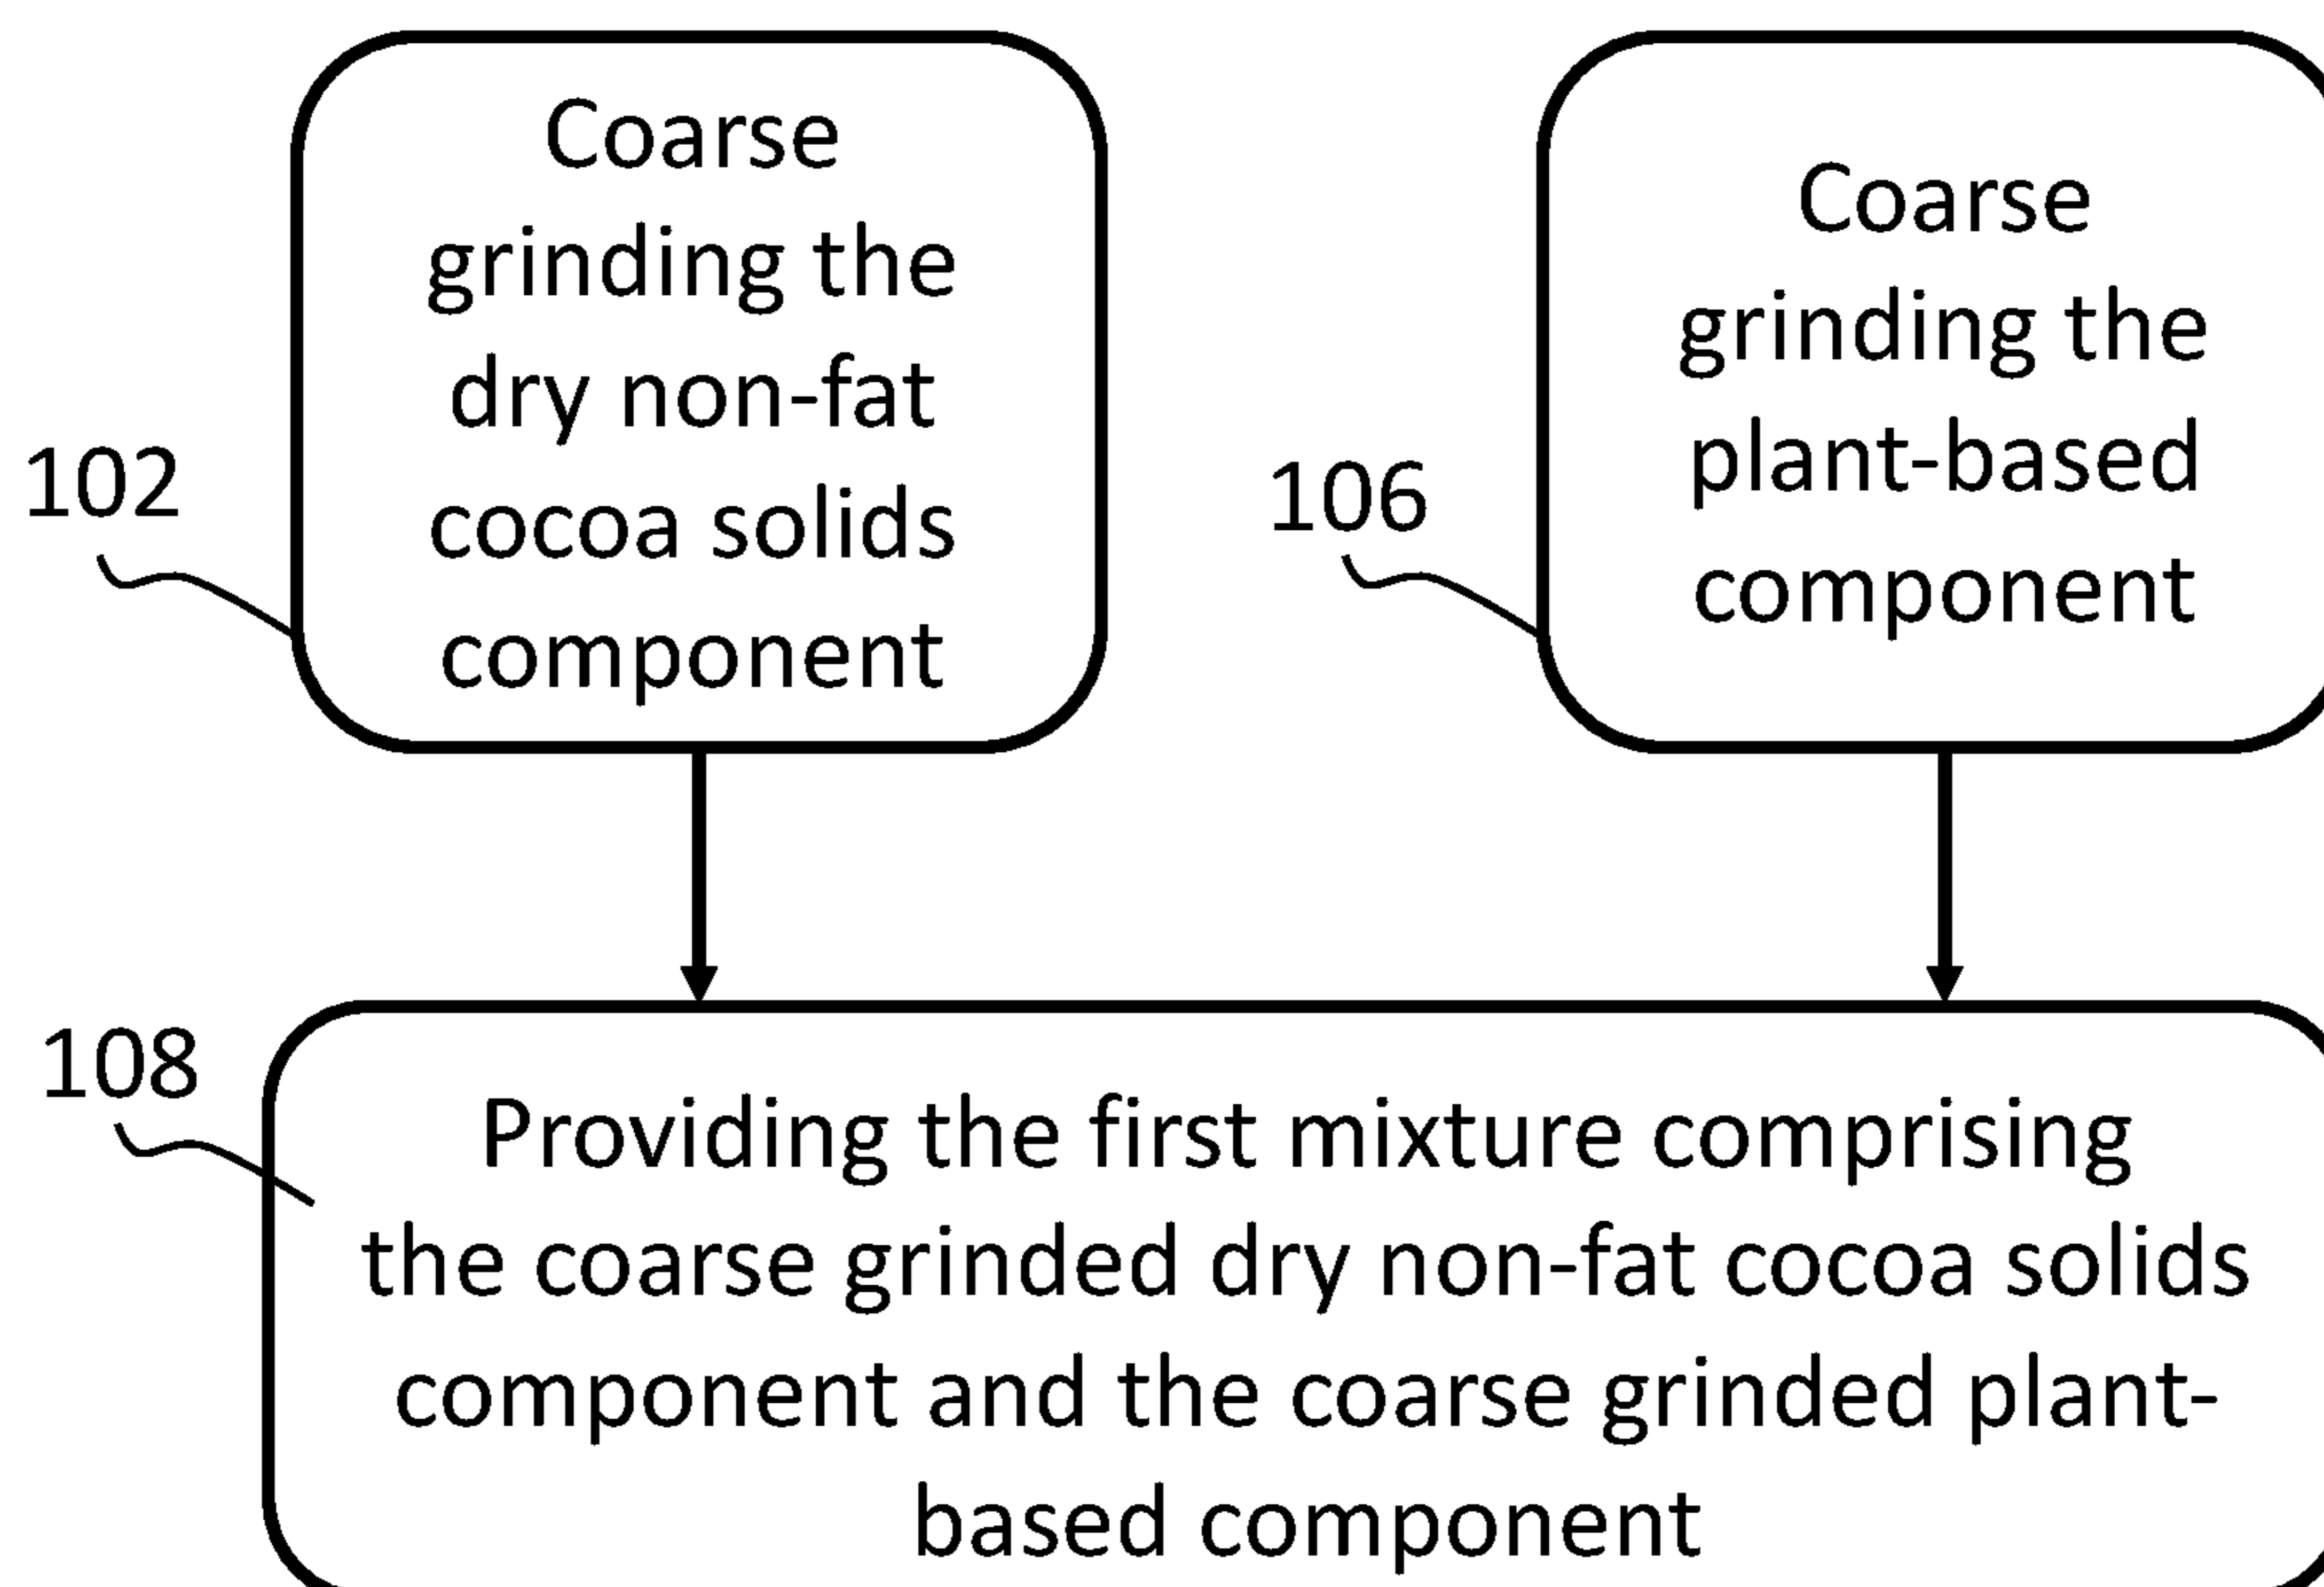 Coarse
grinding the
dry non-fat
cocoa solids
component
102
Coarse
grinding the
plant-based
component
106
108
Providing the first mixture comprising
the coarse grinded dry non-fat cocoa solids
component and the coarse grinded plant-
based component